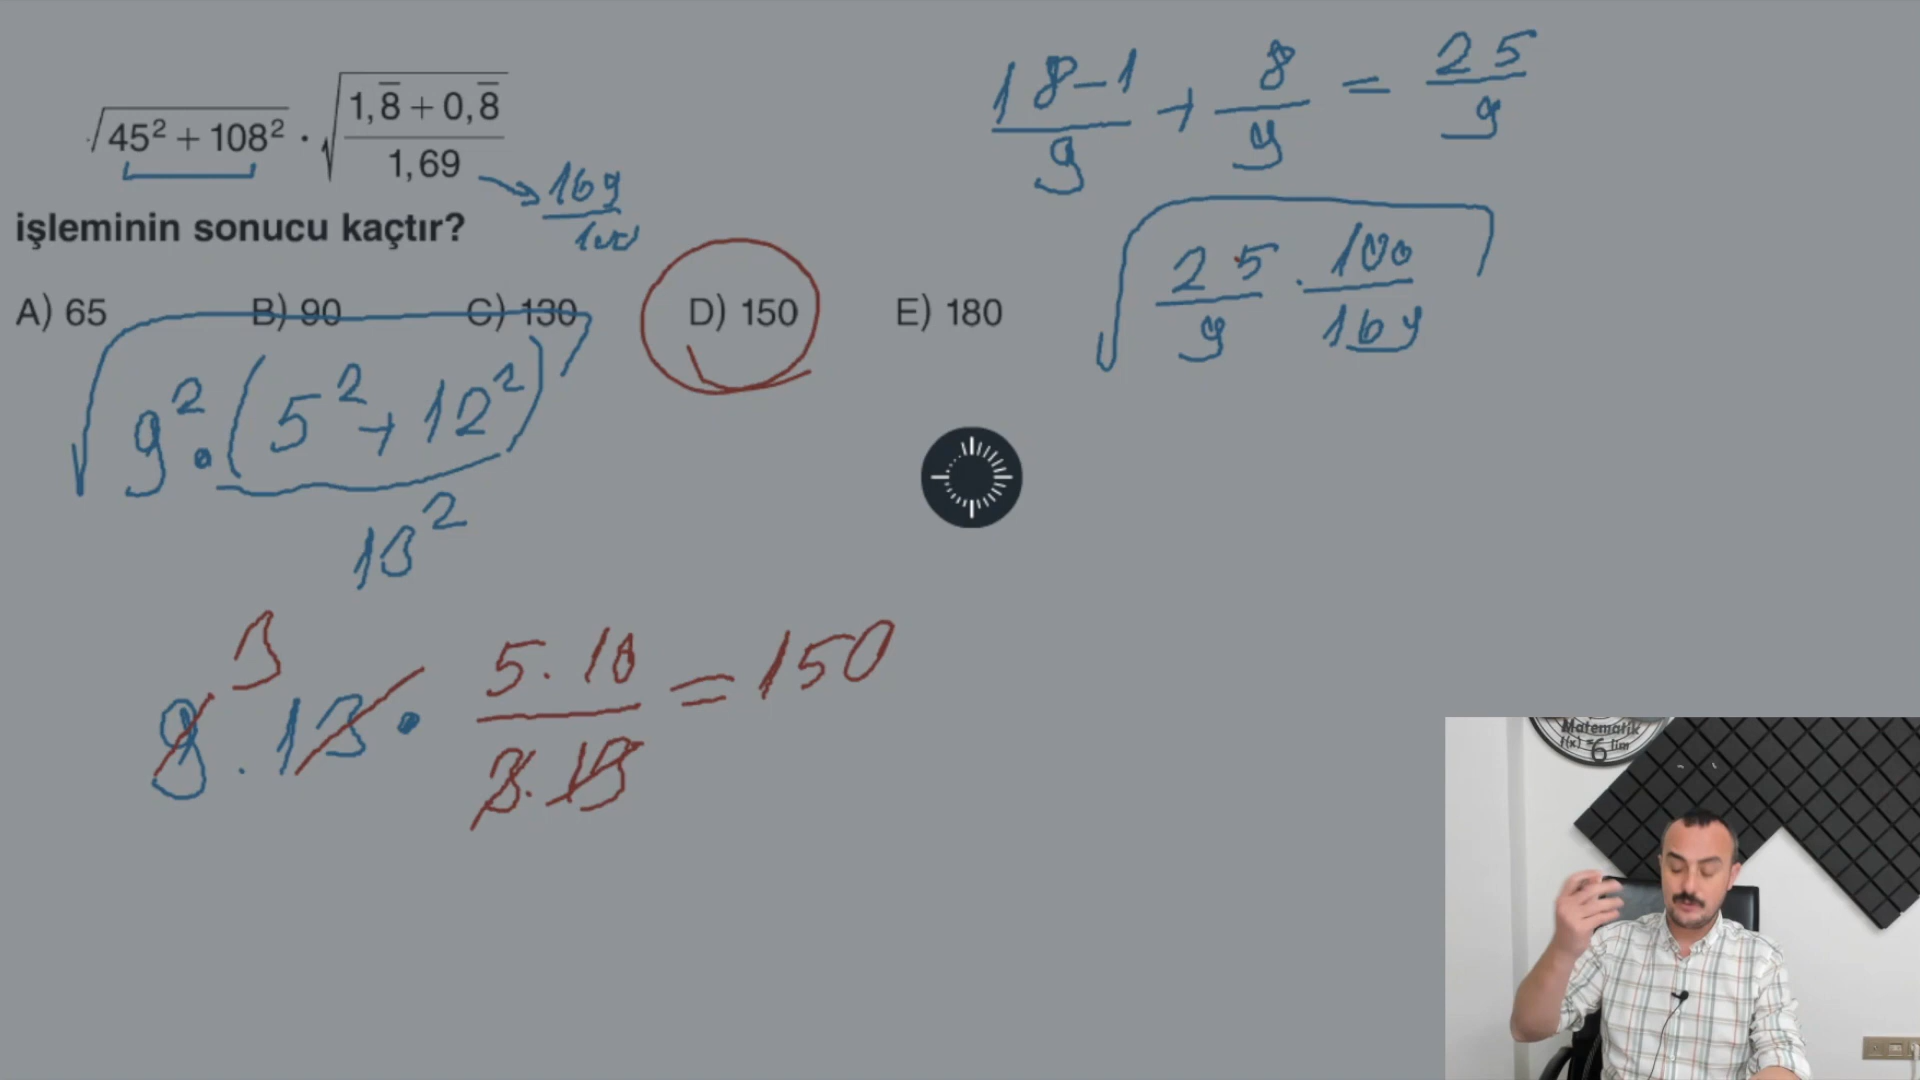 √(45² + 108²) · √((1,8̅ + 0,8̅)/1,69)
→ 169/100
işleminin sonucu kaçtır?
A) 65 B) 90 C) 130 D) 150 E) 180
√(9² · (5² + 12²))
13²
9 · 13 · (5 · 10)/(3 · 13) = 150
3
(18 − 1)/9 + 8/9 = 25/9
√(25/9 · 100/169)
Matematik
f(x) = 6 lim